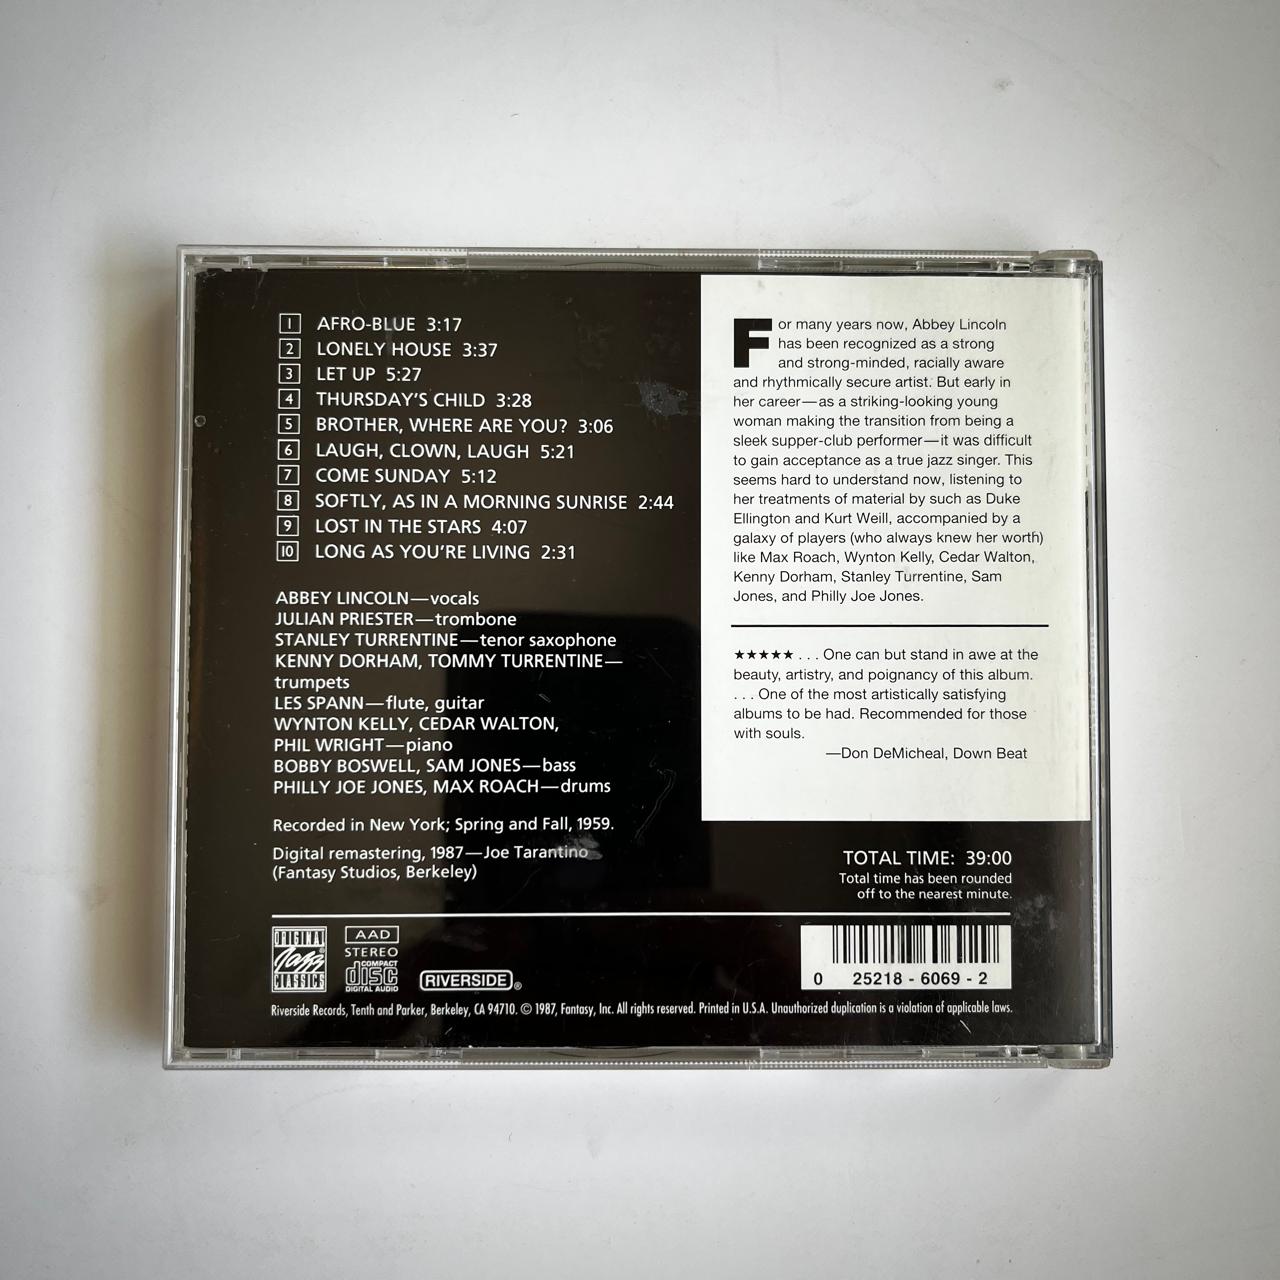 1 AFRO-BLUE 3:17
2 LONELY HOUSE 3:37
3 LET UP 5:27
4 THURSDAY'S CHILD 3:28
5 BROTHER, WHERE ARE YOU? 3:06
6 LAUGH, CLOWN, LAUGH 5:21
7 COME SUNDAY 5:12
8 SOFTLY, AS IN A MORNING SUNRISE 2:44
9 LOST IN THE STARS 4:07
10 LONG AS YOU'RE LIVING 2:31
ABBEY LINCOLN—vocals
JULIAN PRIESTER—trombone
STANLEY TURRENTINE—tenor saxophone
KENNY DORHAM, TOMMY TURRENTINE—
trumpets
LES SPANN—flute, guitar
WYNTON KELLY, CEDAR WALTON,
PHIL WRIGHT—piano
BOBBY BOSWELL, SAM JONES—bass
PHILLY JOE JONES, MAX ROACH—drums
Recorded in New York; Spring and Fall, 1959.
Digital remastering, 1987—Joe Tarantino
(Fantasy Studios, Berkeley)
For many years now, Abbey Lincoln
has been recognized as a strong
and strong-minded, racially aware
and rhythmically secure artist. But early in
her career—as a striking-looking young
woman making the transition from being a
sleek supper-club performer—it was difficult
to gain acceptance as a true jazz singer. This
seems hard to understand now, listening to
her treatments of material by such as Duke
Ellington and Kurt Weill, accompanied by a
galaxy of players (who always knew her worth)
like Max Roach, Wynton Kelly, Cedar Walton,
Kenny Dorham, Stanley Turrentine, Sam
Jones, and Philly Joe Jones.
★★★★★ . . . One can but stand in awe at the
beauty, artistry, and poignancy of this album.
. . . One of the most artistically satisfying
albums to be had. Recommended for those
with souls.
—Don DeMicheal, Down Beat
TOTAL TIME: 39:00
Total time has been rounded
off to the nearest minute.
ORIGINAL
Jazz
CLASSICS
AAD
STEREO
COMPACT
disc
DIGITAL AUDIO
RIVERSIDE®
0 25218 - 6069 - 2
Riverside Records, Tenth and Parker, Berkeley, CA 94710. © 1987, Fantasy, Inc. All rights reserved. Printed in U.S.A. Unauthorized duplication is a violation of applicable laws.